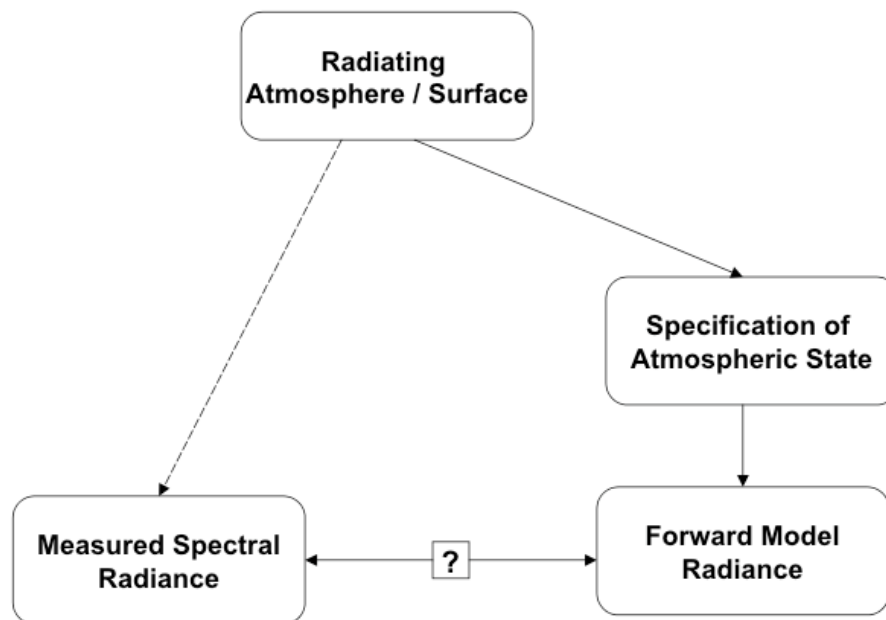 Radiating
Atmosphere / Surface
Specification of
Atmospheric State
Measured Spectral
Radiance
?
Forward Model
Radiance